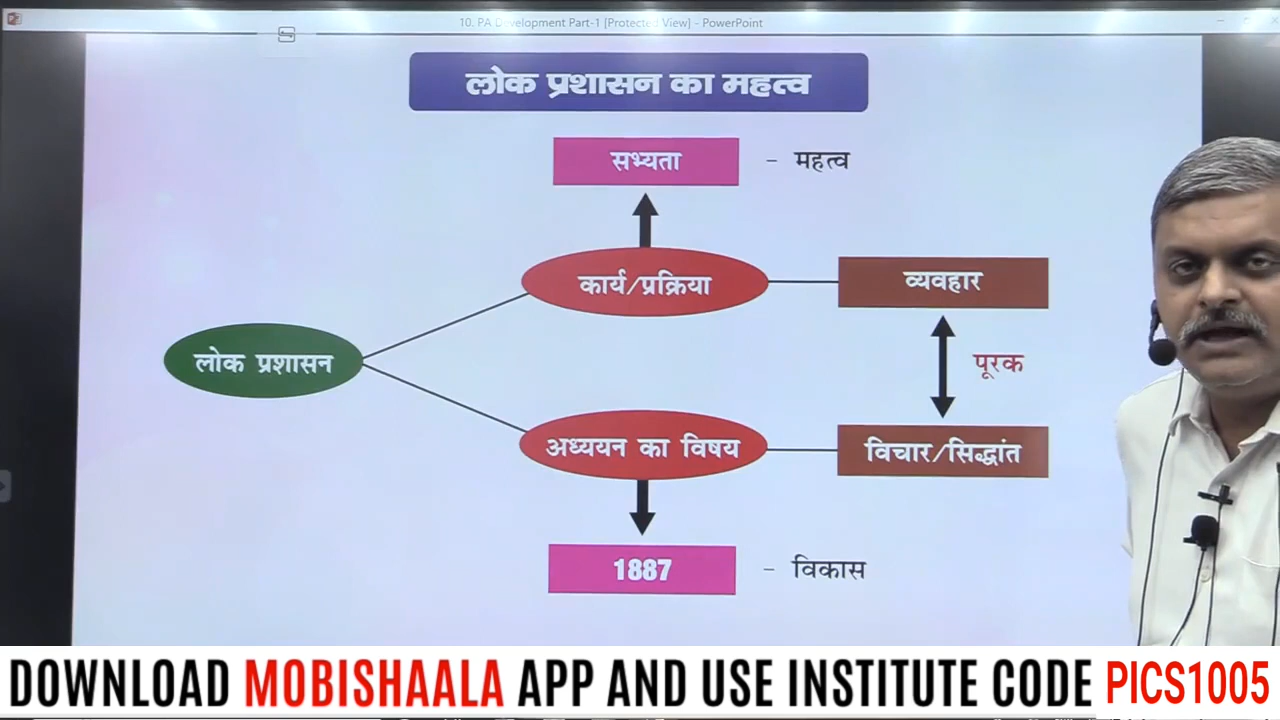 10. PA Development Part-1 [Protected View] - PowerPoint
लोक प्रशासन का महत्व
सभ्यता - महत्व
कार्य/प्रक्रिया
व्यवहार
लोक प्रशासन
पूरक
अध्ययन का विषय
विचार/सिद्धांत
1887 - विकास
DOWNLOAD MOBISHAALA APP AND USE INSTITUTE CODE PICS1005